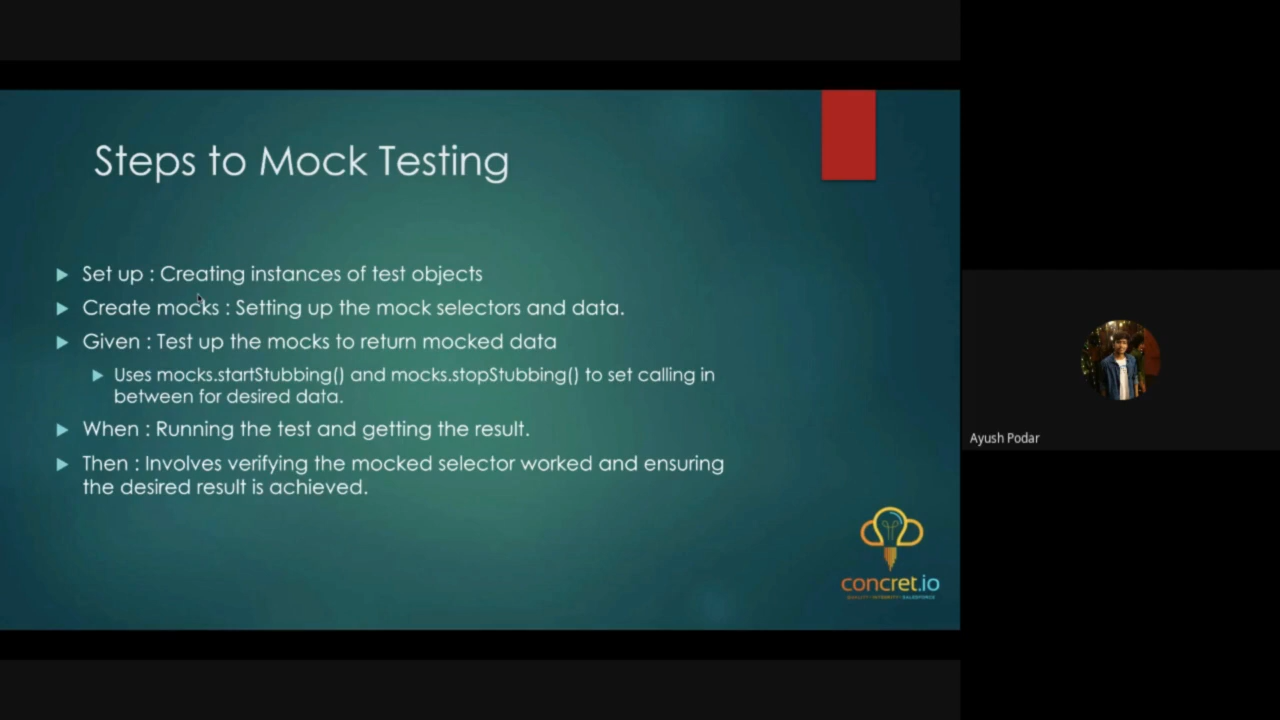 Steps to Mock Testing
Set up : Creating instances of test objects
Create mocks : Setting up the mock selectors and data.
Given : Test up the mocks to return mocked data
Uses mocks.startStubbing() and mocks.stopStubbing() to set calling in
between for desired data.
When : Running the test and getting the result.
Then : Involves verifying the mocked selector worked and ensuring
the desired result is achieved.
Ayush Podar
concret.io